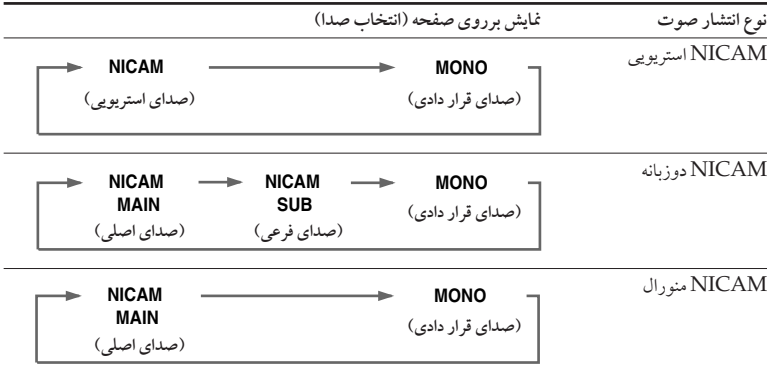 نوع انتشار صوت نمایش برروی صفحه (انتخاب صدا)
NICAM استریویی
NICAM MONO
(صدای استریویی) (صدای قرار دادی)
NICAM دوزبانه
NICAM NICAM MONO
MAIN SUB
(صدای اصلی) (صدای فرعی) (صدای قرار دادی)
NICAM منورال
NICAM MONO
MAIN
(صدای اصلی) (صدای قرار دادی)